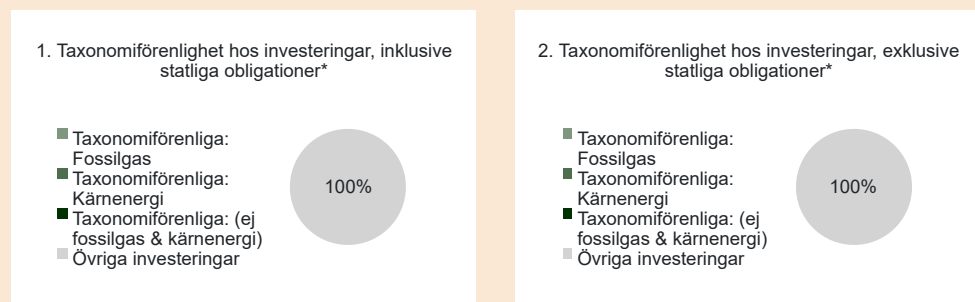 1. Taxonomiförenlighet hos investeringar, inklusive
statliga obligationer*
Taxonomiförenliga:
Fossilgas
Taxonomiförenliga:
Kärnenergi
Taxonomiförenliga: (ej
fossilgas & kärnenergi)
Övriga investeringar
100%
2. Taxonomiförenlighet hos investeringar, exklusive
statliga obligationer*
Taxonomiförenliga:
Fossilgas
Taxonomiförenliga:
Kärnenergi
Taxonomiförenliga: (ej
fossilgas & kärnenergi)
Övriga investeringar
100%